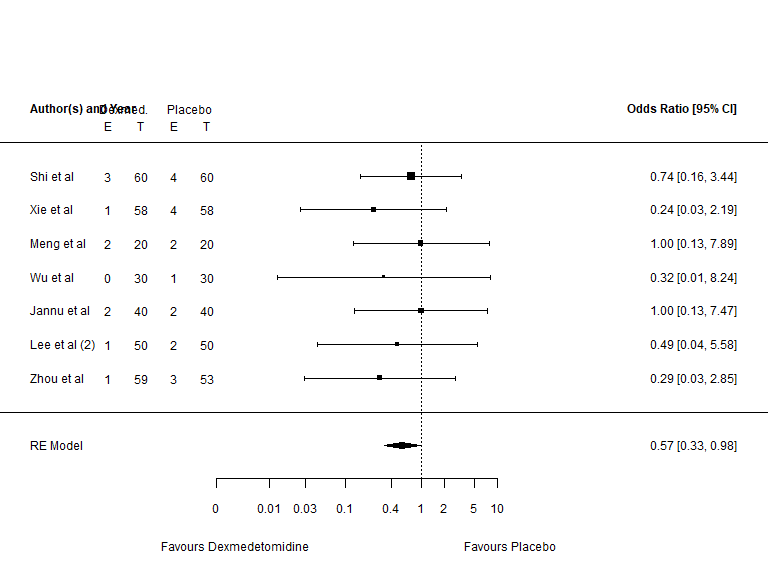 Author(s) and Year Dexmed. Placebo Odds Ratio [95% CI]
E T E T
Shi et al 3 60 4 60 0.74 [0.16, 3.44]
Xie et al 1 58 4 58 0.24 [0.03, 2.19]
Meng et al 2 20 2 20 1.00 [0.13, 7.89]
Wu et al 0 30 1 30 0.32 [0.01, 8.24]
Jannu et al 2 40 2 40 1.00 [0.13, 7.47]
Lee et al (2) 1 50 2 50 0.49 [0.04, 5.58]
Zhou et al 1 59 3 53 0.29 [0.03, 2.85]
RE Model 0.57 [0.33, 0.98]
0 0.01 0.03 0.1 0.4 1 2 5 10
Favours Dexmedetomidine Favours Placebo